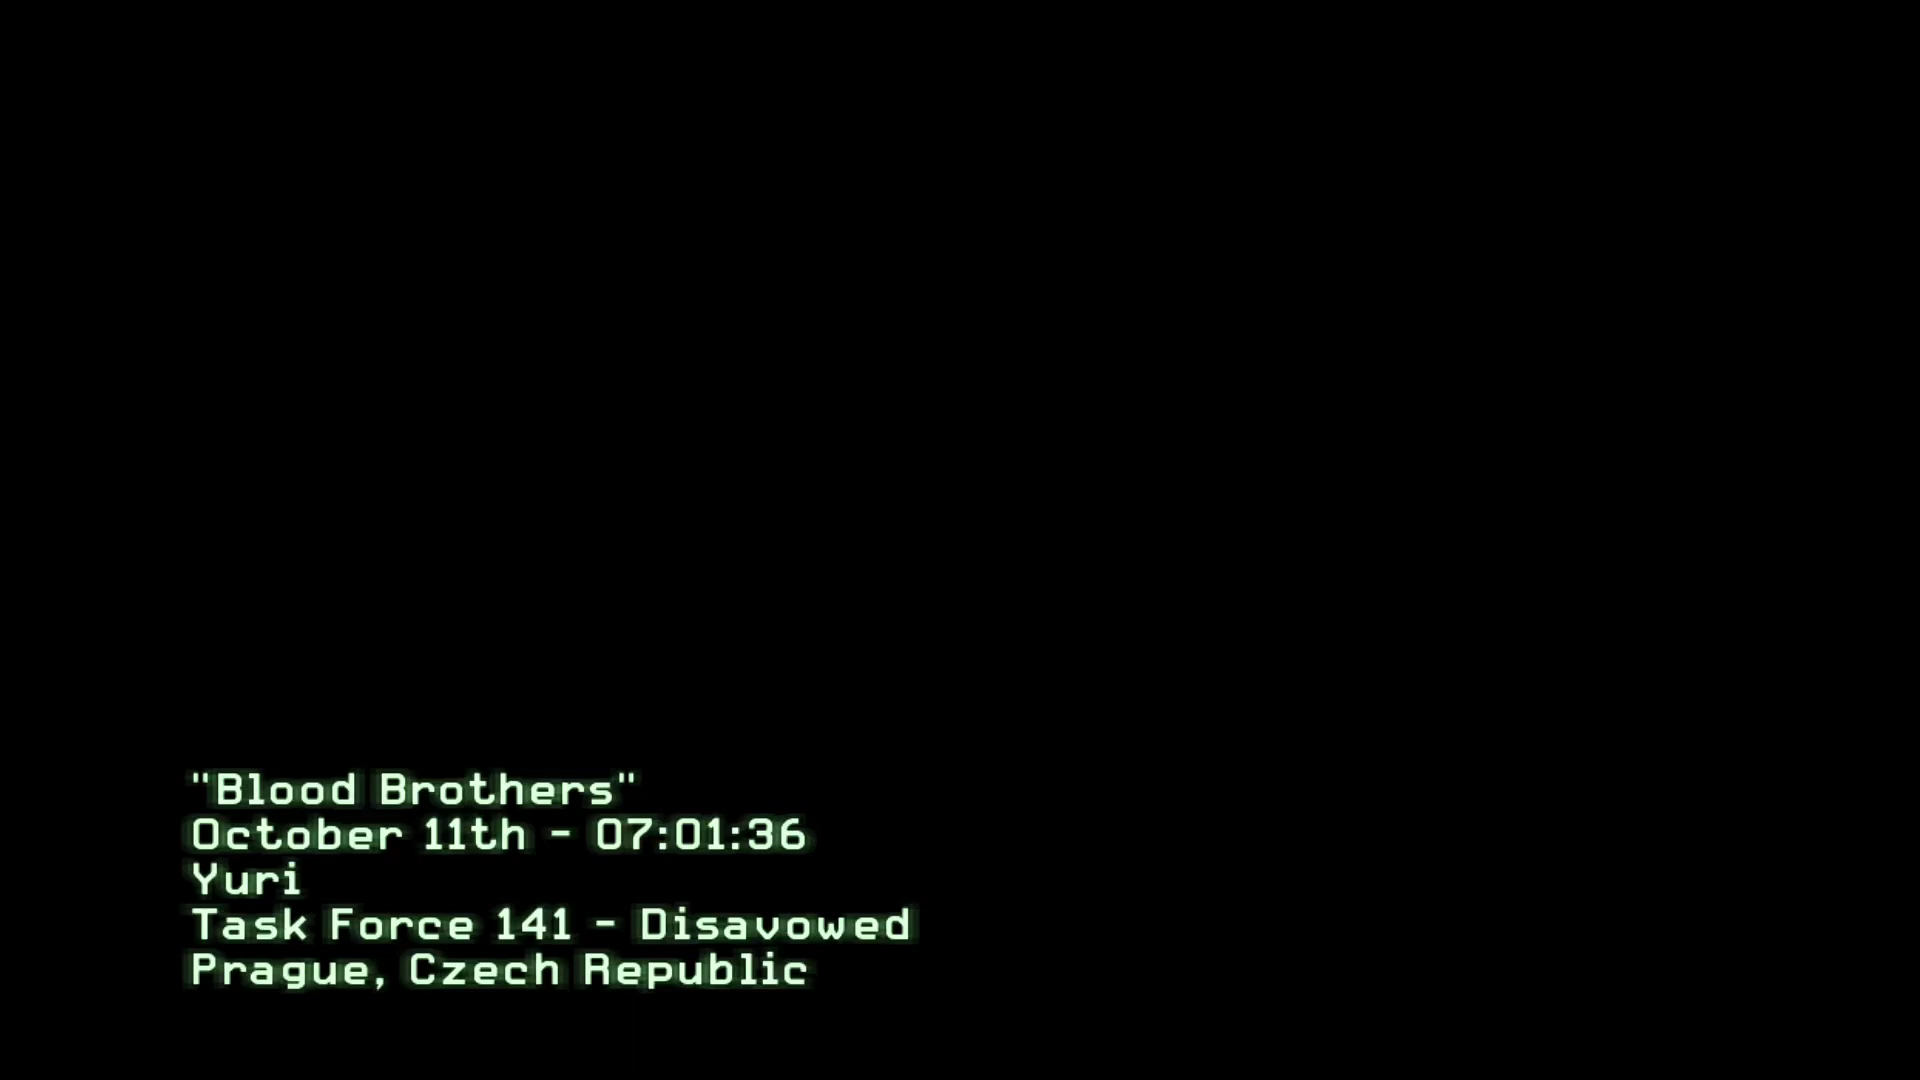 "Blood Brothers"
October 11th - 07:01:36
Yuri
Task Force 141 - Disavowed
Prague, Czech Republic